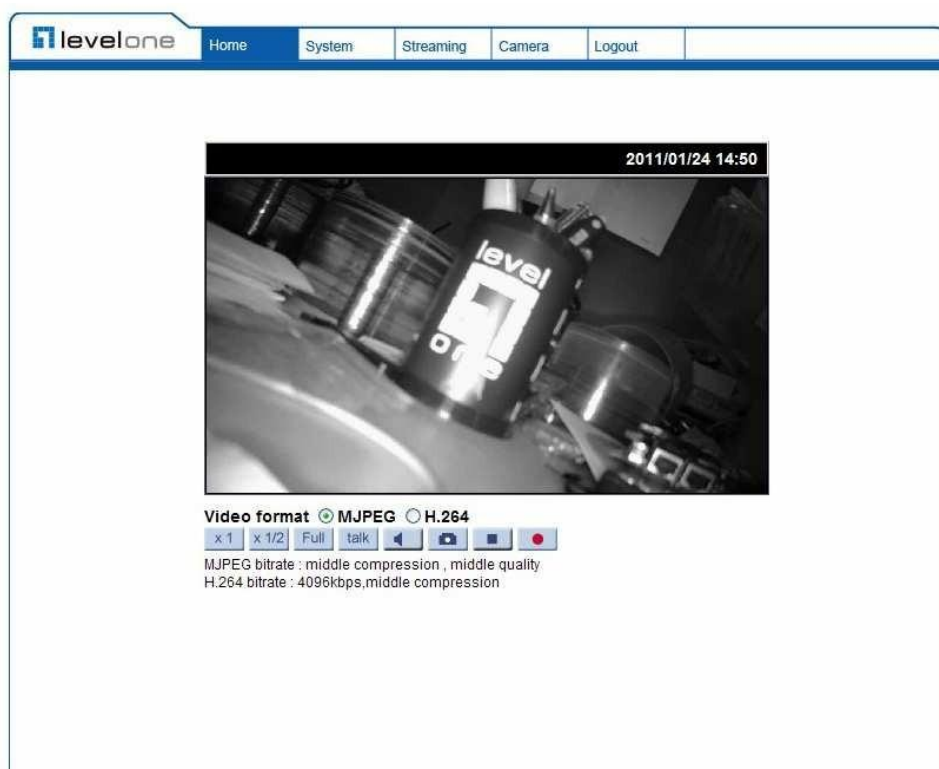 levelone
Home System Streaming Camera Logout
2011/01/24 14:50
level
one
Video format MJPEG H.264
x 1 x 1/2 Full talk
MJPEG bitrate : middle compression , middle quality
H.264 bitrate : 4096kbps,middle compression